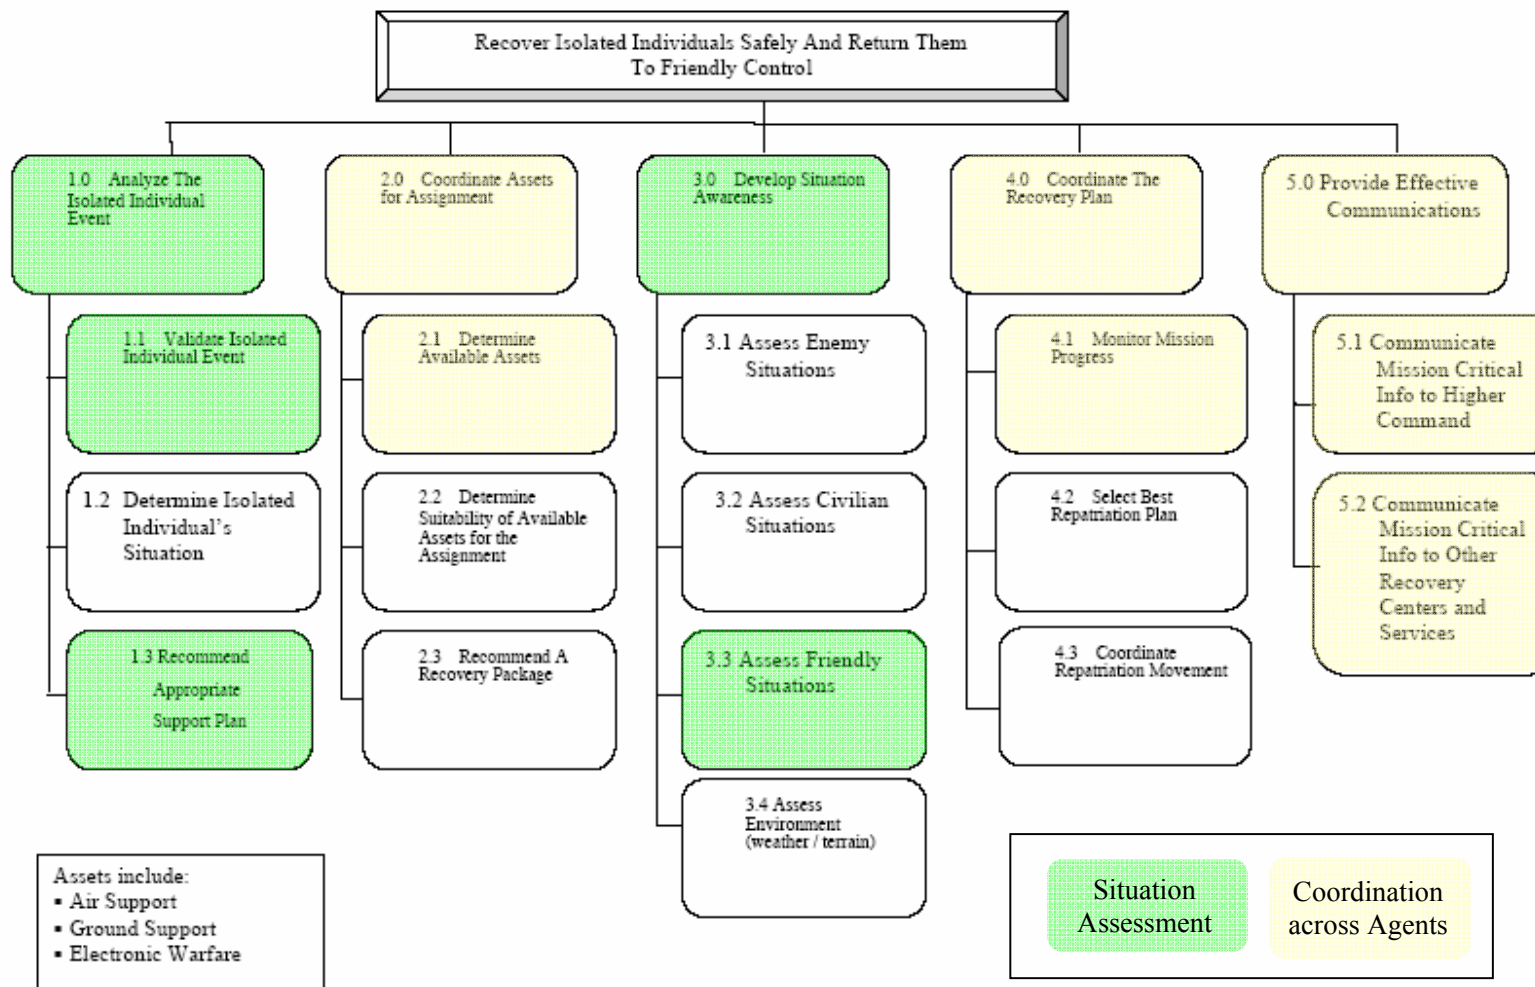 Recover Isolated Individuals Safely And Return Them
To Friendly Control
1.0 Analyze The
Isolated Individual
Event
2.0 Coordinate Assets
for Assignment
3.0 Develop Situation
Awareness
4.0 Coordinate The
Recovery Plan
5.0 Provide Effective
Communications
1.1 Validate Isolated
Individual Event
1.2 Determine Isolated
Individual’s
Situation
1.3 Recommend
Appropriate
Support Plan
2.1 Determine
Available Assets
2.2 Determine
Suitability of Available
Assets for the
Assignment
2.3 Recommend A
Recovery Package
3.1 Assess Enemy
Situations
3.2 Assess Civilian
Situations
3.3 Assess Friendly
Situations
3.4 Assess
Environment
(weather / terrain)
4.1 Monitor Mission
Progress
4.2 Select Best
Repatriation Plan
4.3 Coordinate
Repatriation Movement
5.1 Communicate
Mission Critical
Info to Higher
Command
5.2 Communicate
Mission Critical
Info to Other
Recovery
Centers and
Services
Assets include:
▪ Air Support
▪ Ground Support
▪ Electronic Warfare
Situation
Assessment
Coordination
across Agents